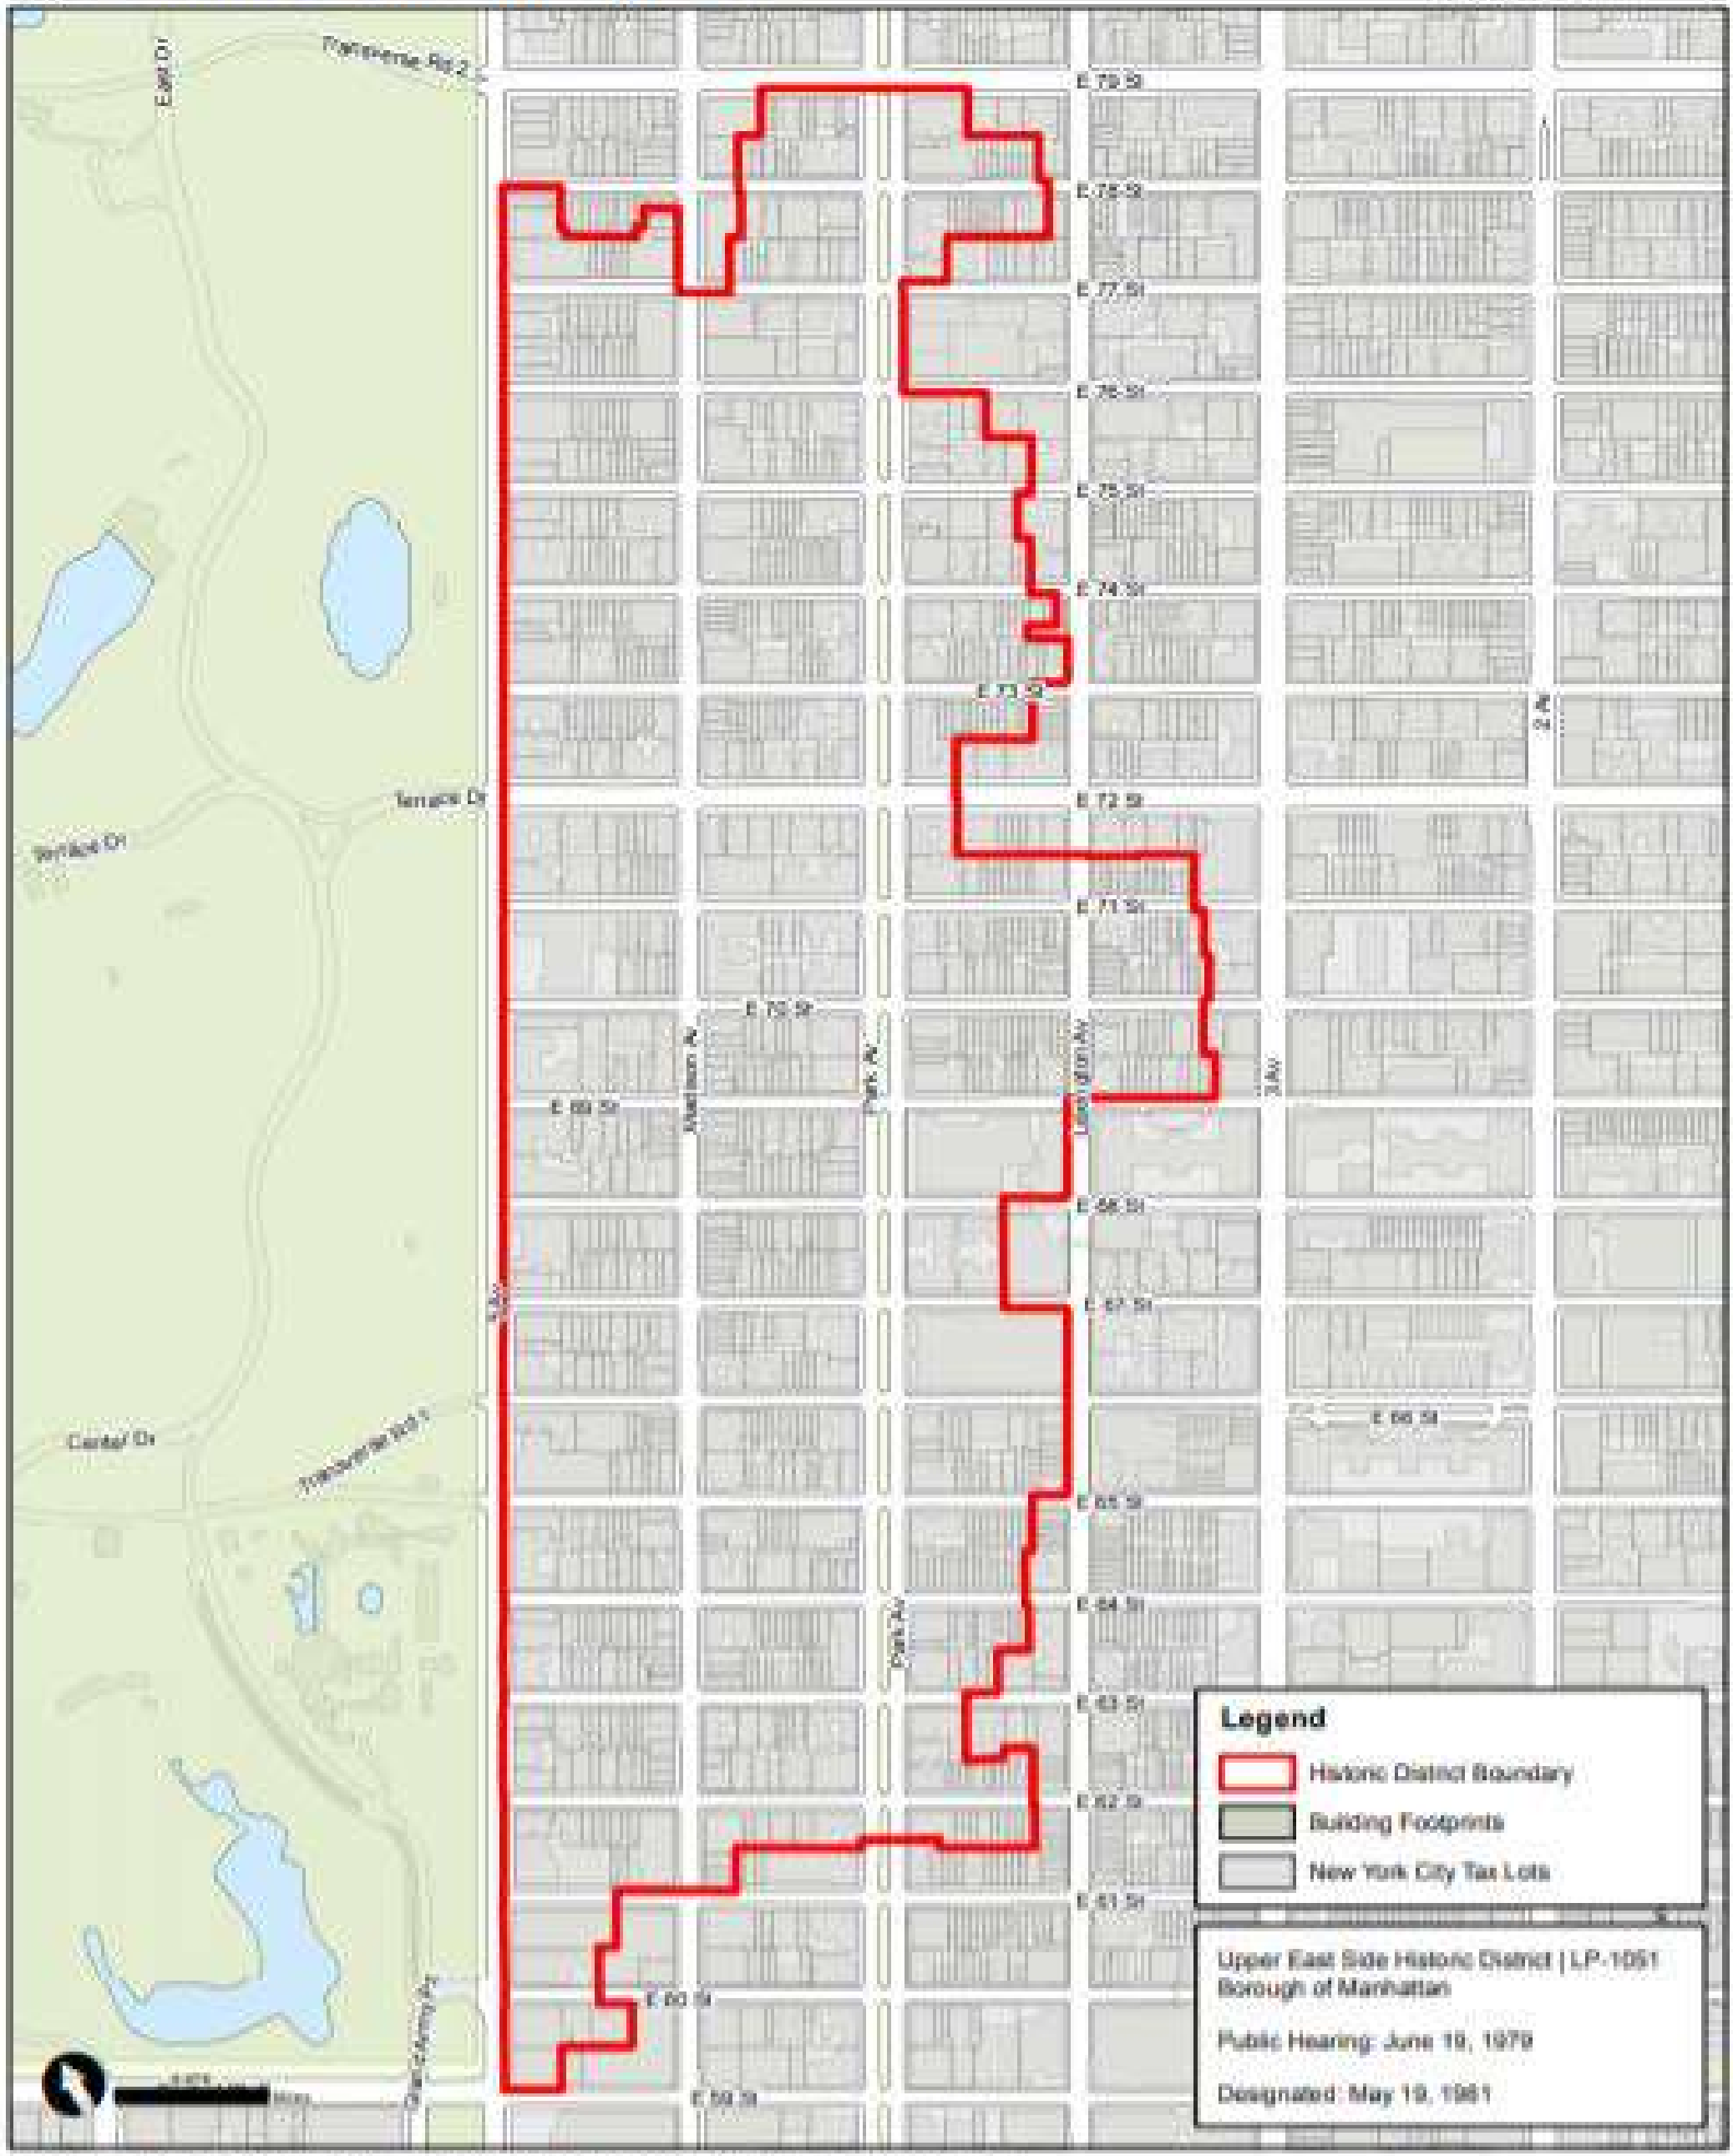 East Dr
Transverse Rd 2
E 79 St
E 78 St
E 77 St
E 76 St
E 75 St
E 74 St
E 73 St
2 Av
Terrace Dr
E 72 St
Terrace Dr
E 71 St
E 70 St
Madison Av
Park Av
Lexington Av
3 Av
E 69 St
E 68 St
5 Av
E 67 St
E 66 St
Center Dr
Transverse Rd 1
E 65 St
E 64 St
Park Av
E 63 St
E 62 St
E 61 St
E 60 St
E 59 St
Legend
Historic District Boundary
Building Footprints
New York City Tax Lots
Upper East Side Historic District | LP-1051
Borough of Manhattan
Public Hearing: June 19, 1979
Designated: May 19, 1981